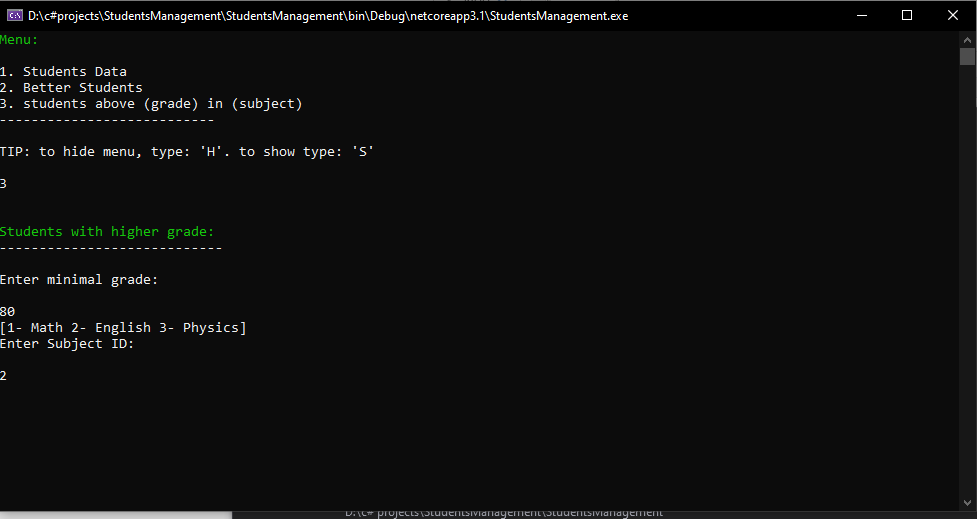 D:\c#projects\StudentsManagement\StudentsManagement\bin\Debug\netcoreapp3.1\StudentsManagement.exe
Menu:
1. Students Data
2. Better Students
3. students above (grade) in (subject)
---------------------------
TIP: to hide menu, type: 'H'. to show type: 'S'
3
Students with higher grade:
----------------------------
Enter minimal grade:
80
[1- Math 2- English 3- Physics]
Enter Subject ID:
2
D:\c# projects\StudentsManagement\StudentsManagement